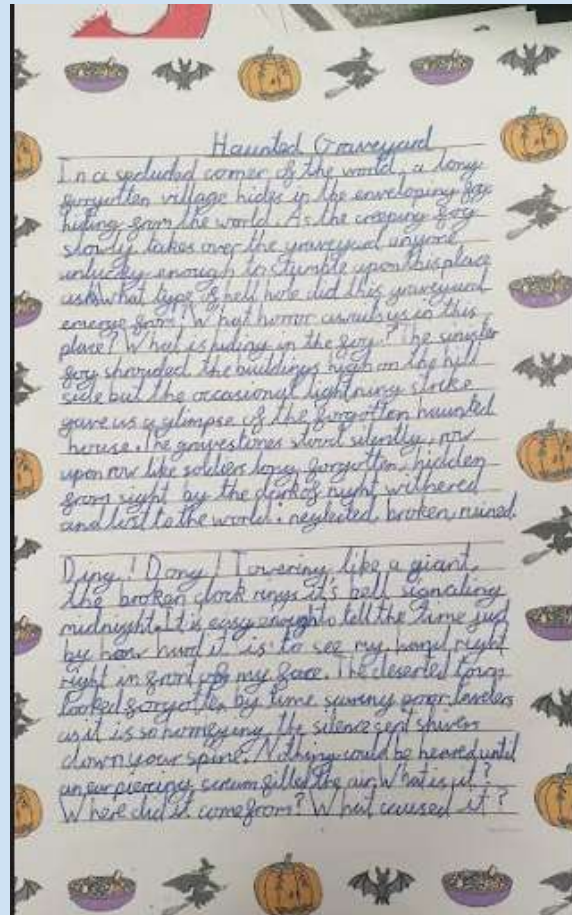 Haunted Graveyard
In a secluded corner of the world, a long
gorgotten village hides in the enveloping fog
hiding from the world. As the creeping fog
slowly takes over the graveyard anyone
unlucky enough to stumble upon this place
ask what type of hell hole did this graveyard
emerge from? What horror awaits us in this
place? What is hiding in the fog? The sinister
fog shrouded the buildings high on the hill
side but the occasional lightning strike
gave us a glimpse of the forgotten haunted
house. The gravestones stood silently, row
upon row like soldiers long forgotten, hidden
from sight by the dark of night withered
and lost to the world: neglected, broken, ruined.
Ding! Dong! Towering like a giant,
the broken clock rings it's bell signaling
midnight. It is easy enough to tell the time just
by how hard it is to see my hand right
right in front of my face. The deserted town
looked forgotten by time poor
as it is so the silence sent shivers
down your spine. Nothing could be heared until
an ear piercing scream filled the air. What is it?
Where did it come from? What caused it?